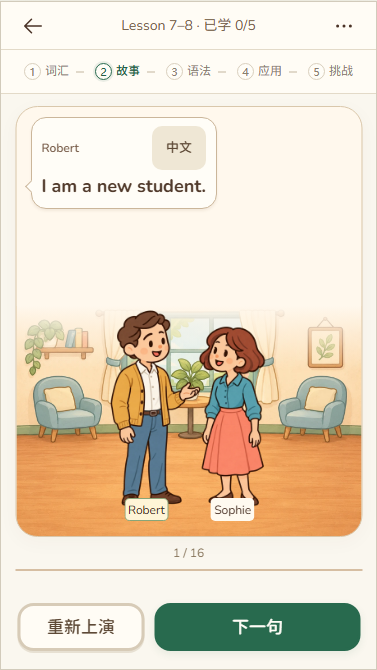 Lesson 7–8 · 已学 0/5
1 词汇 – 2 故事 – 3 语法 – 4 应用 – 5 挑战
Robert
中文
I am a new student.
Robert
Sophie
1 / 16
重新上演
下一句